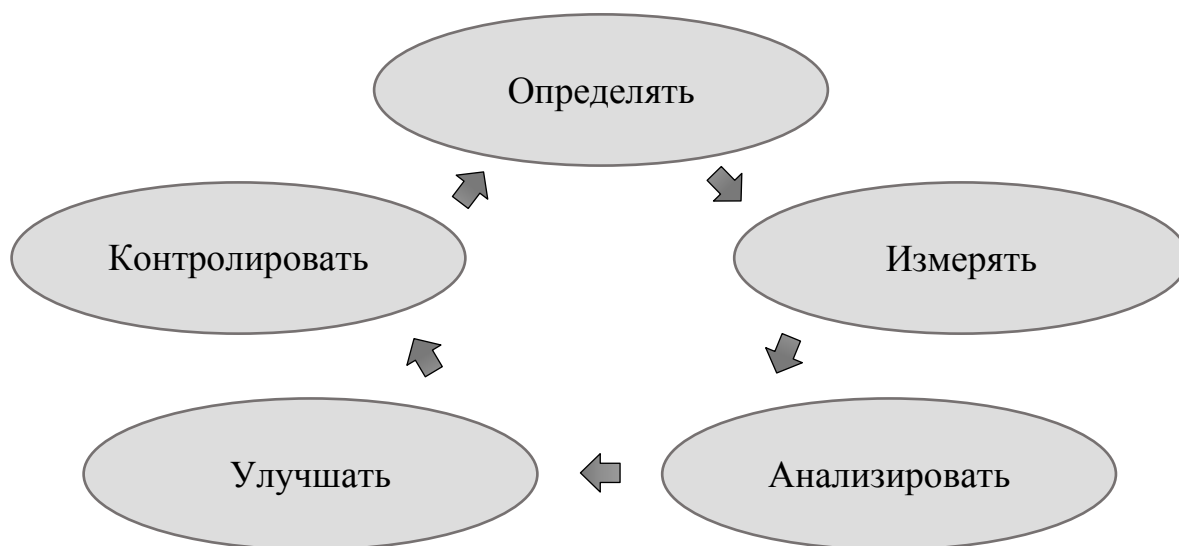 Определять
Измерять
Анализировать
Улучшать
Контролировать